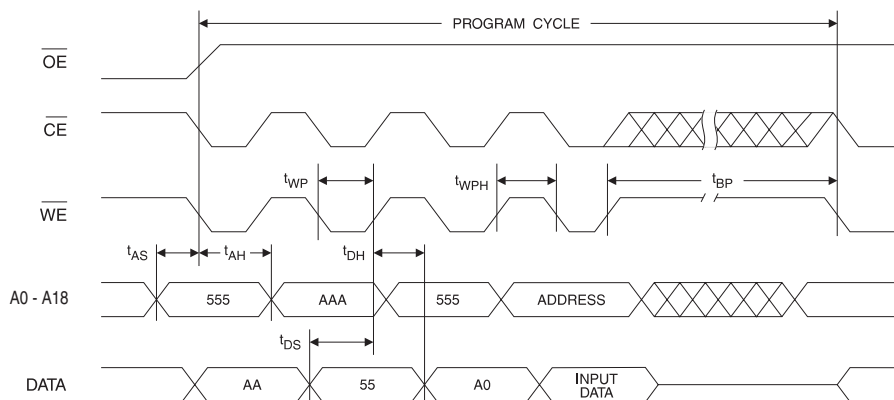 PROGRAM CYCLE
OE
CE
tWP
tWPH
tBP
WE
tAS
tAH
tDH
A0 - A18
555
AAA
555
ADDRESS
tDS
DATA
AA
55
A0
INPUT
DATA